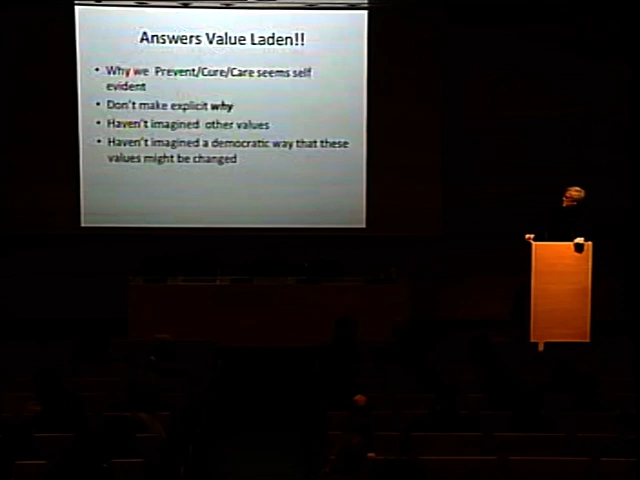 Answers Value Laden!!
• Why we Prevent/Cure/Care seems self
evident
• Don't make explicit why
• Haven't imagined other values
• Haven't imagined a democratic way that these
values might be changed